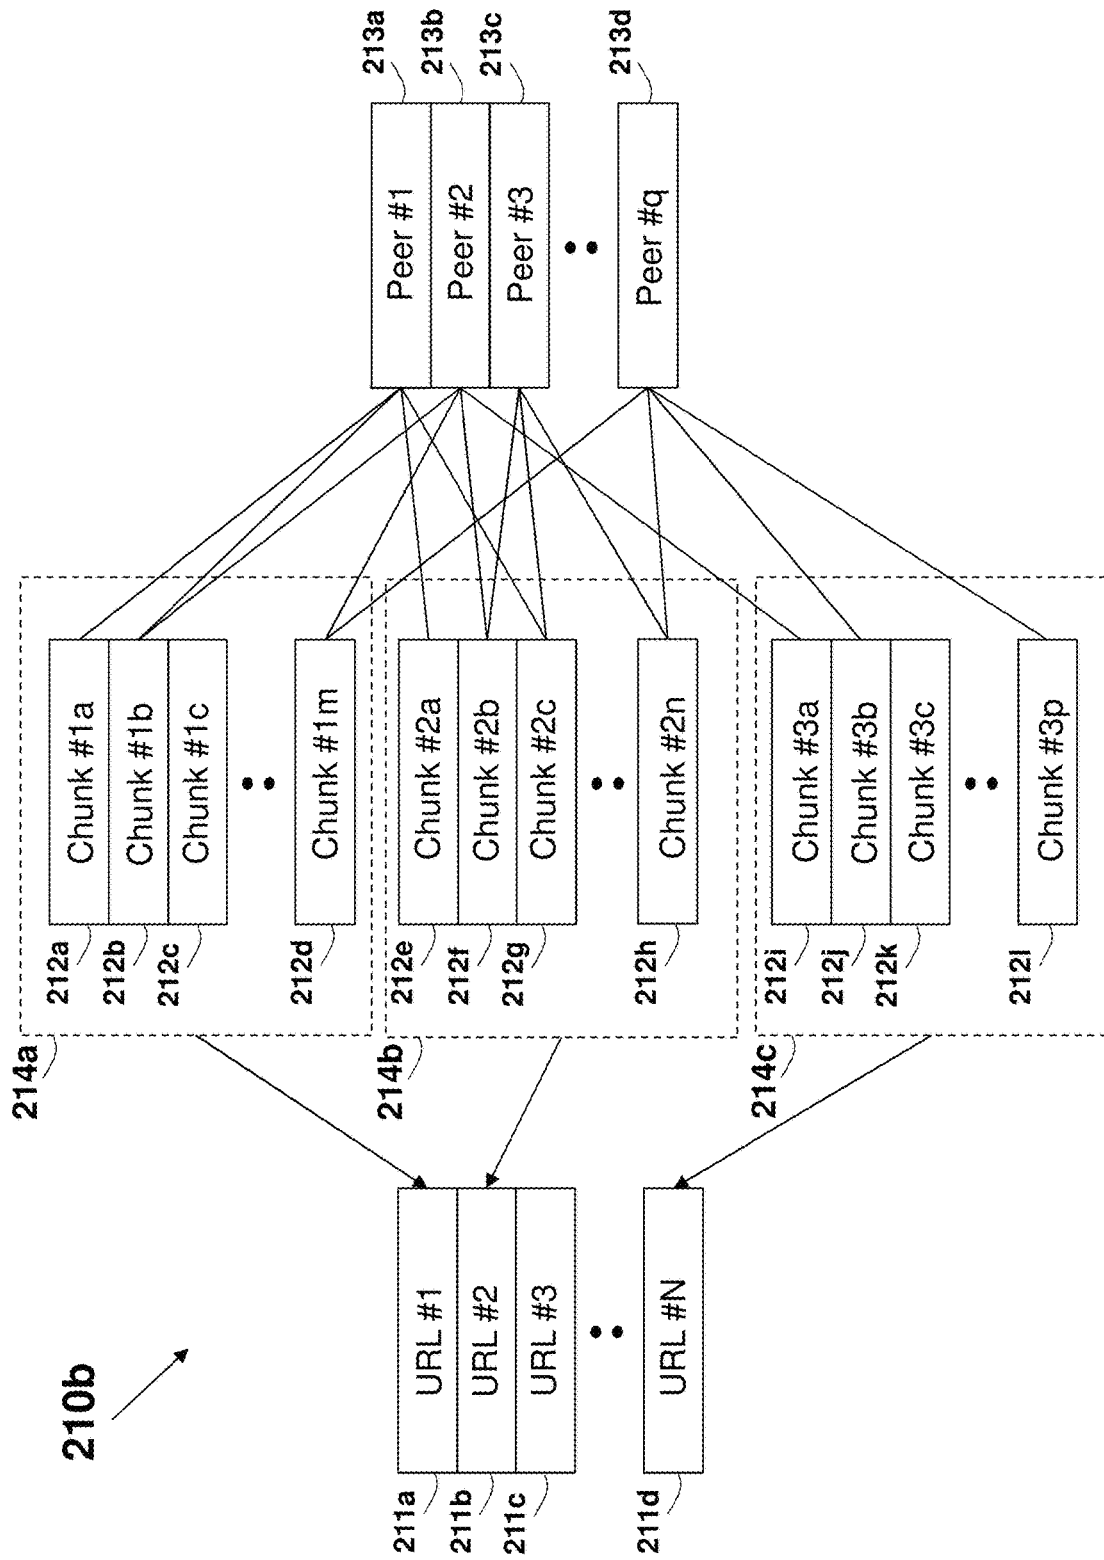 210b
211a
URL #1
211b
URL #2
211c
URL #3
211d
URL #N
214a
212a
Chunk #1a
212b
Chunk #1b
212c
Chunk #1c
212d
Chunk #1m
214b
212e
Chunk #2a
212f
Chunk #2b
212g
Chunk #2c
212h
Chunk #2n
214c
212i
Chunk #3a
212j
Chunk #3b
212k
Chunk #3c
212l
Chunk #3p
213a
Peer #1
213b
Peer #2
213c
Peer #3
213d
Peer #q